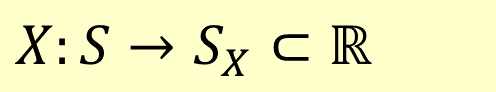 X: S → S_X ⊂ ℝ